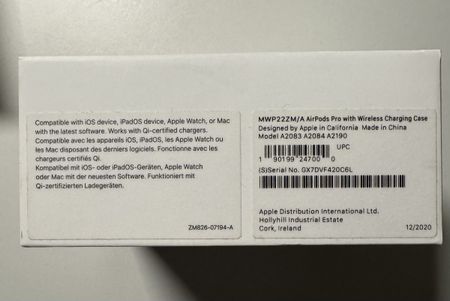 Compatible with iOS device, iPadOS device, Apple Watch, or Mac
with the latest software. Works with Qi-certified chargers.
Compatible avec les appareils iOS, iPadOS, les Apple Watch ou
les Mac disposant des derniers logiciels. Fonctionne avec les
chargeurs certifiés Qi.
Kompatibel mit iOS- oder iPadOS-Geräten, Apple Watch
oder Mac mit der neuesten Software. Funktioniert mit
Qi-zertifizierten Ladegeräten.
ZM826-07194-A
MWP22ZM/A AirPods Pro with Wireless Charging Case
Designed by Apple in California Made in China
Model A2083 A2084 A2190
UPC
1 90199 24700 0
(S)Serial No. GX7DVF420C6L
Apple Distribution International Ltd.
Hollyhill Industrial Estate
Cork, Ireland
12/2020